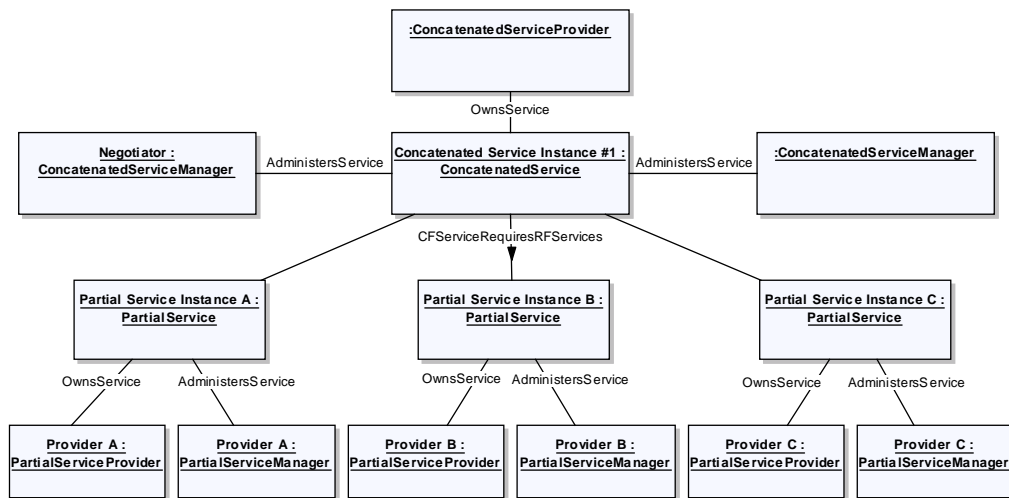 :ConcatenatedServiceProvider
OwnsService
Negotiator :
ConcatenatedServiceManager
AdministersService
Concatenated Service Instance #1 :
ConcatenatedService
AdministersService
:ConcatenatedServiceManager
CFServiceRequiresRFServices
Partial Service Instance A :
PartialService
Partial Service Instance B :
PartialService
Partial Service Instance C :
PartialService
OwnsService
AdministersService
OwnsService
AdministersService
OwnsService
AdministersService
Provider A :
PartialServiceProvider
Provider A :
PartialServiceManager
Provider B :
PartialServiceProvider
Provider B :
PartialServiceManager
Provider C :
PartialServiceProvider
Provider C :
PartialServiceManager